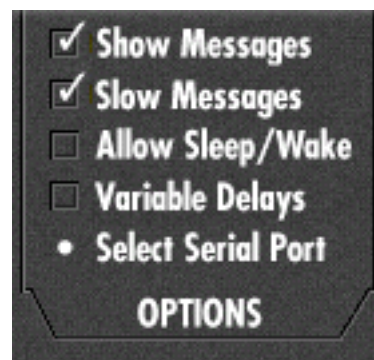 Show Messages
Slow Messages
Allow Sleep/Wake
Variable Delays
Select Serial Port
OPTIONS